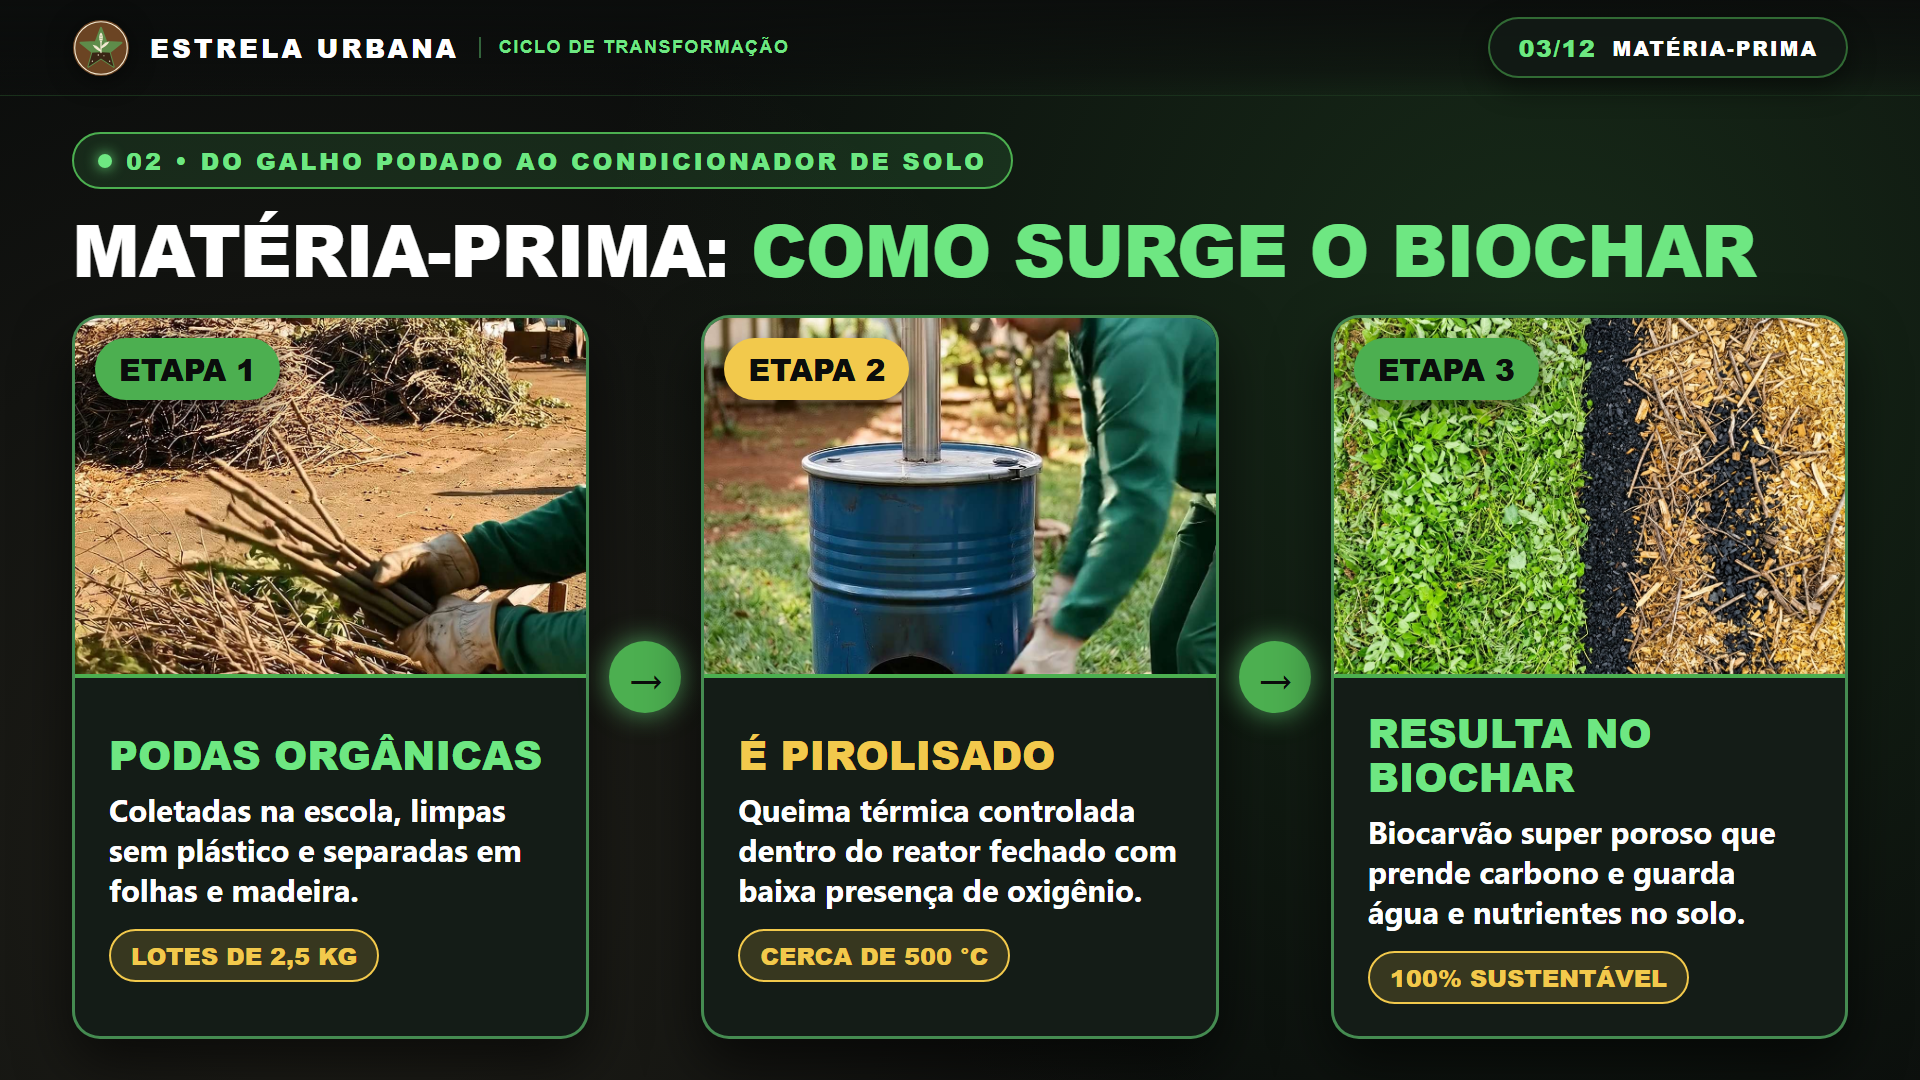 ESTRELA URBANA
CICLO DE TRANSFORMAÇÃO
03/12 MATÉRIA-PRIMA
02 • DO GALHO PODADO AO CONDICIONADOR DE SOLO
MATÉRIA-PRIMA: COMO SURGE O BIOCHAR
ETAPA 1
PODAS ORGÂNICAS
Coletadas na escola, limpas
sem plástico e separadas em
folhas e madeira.
LOTES DE 2,5 KG
→
ETAPA 2
É PIROLISADO
Queima térmica controlada
dentro do reator fechado com
baixa presença de oxigênio.
CERCA DE 500 °C
→
ETAPA 3
RESULTA NO
BIOCHAR
Biocarvão super poroso que
prende carbono e guarda
água e nutrientes no solo.
100% SUSTENTÁVEL